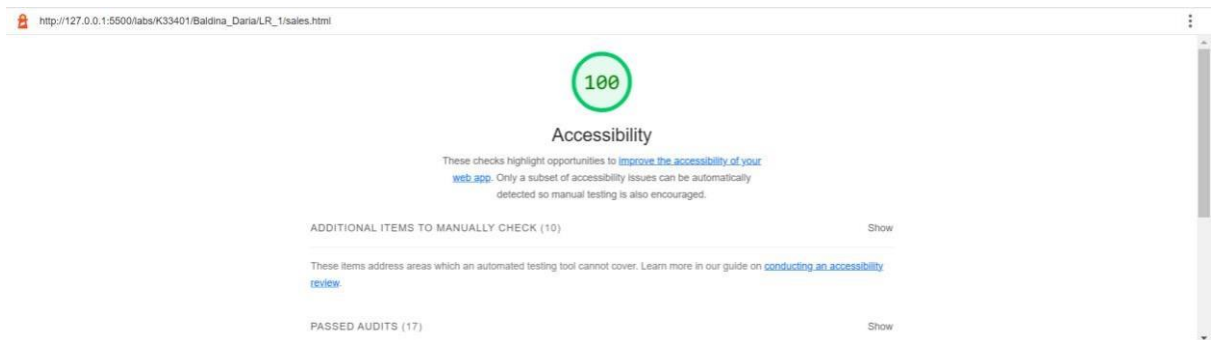 http://127.0.0.1:5500/labs/K33401/Baldina_Daria/LR_1/sales.html
100
Accessibility
These checks highlight opportunities to improve the accessibility of your
web app. Only a subset of accessibility issues can be automatically
detected so manual testing is also encouraged.
ADDITIONAL ITEMS TO MANUALLY CHECK (10) Show
These items address areas which an automated testing tool cannot cover. Learn more in our guide on conducting an accessibility
review.
PASSED AUDITS (17) Show